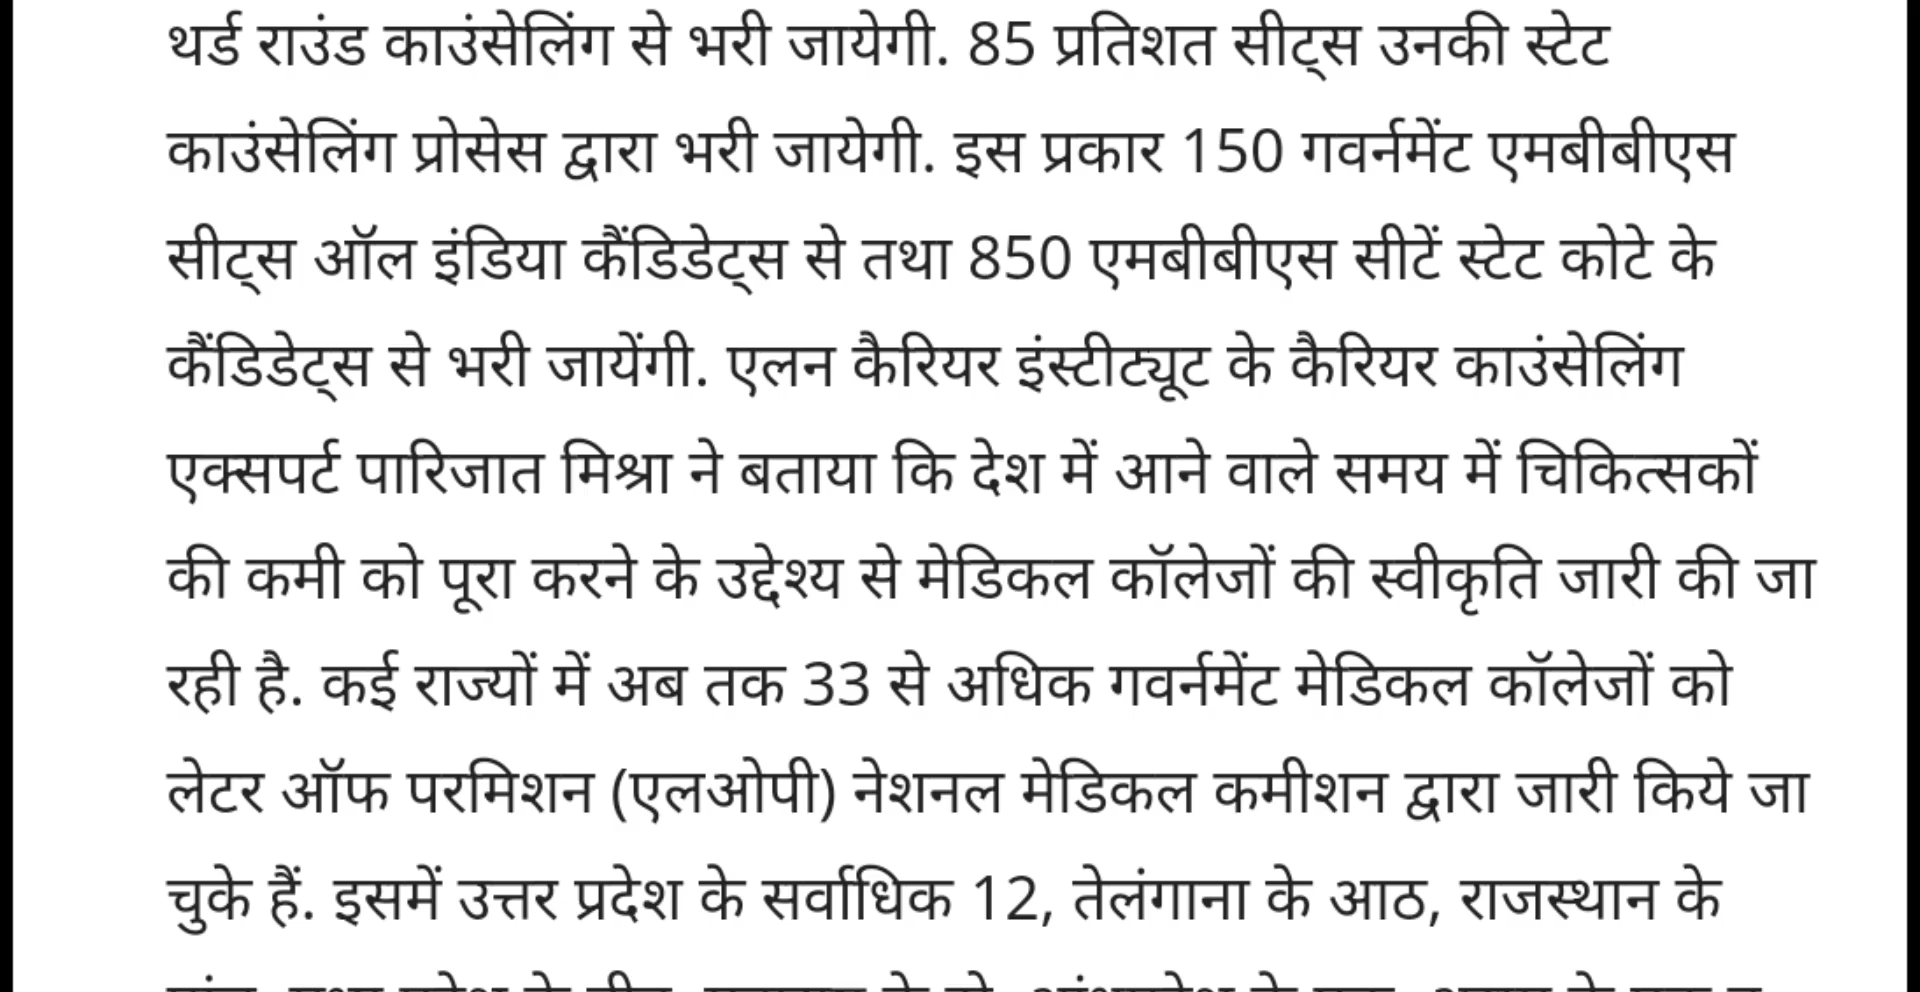 थर्ड राउंड काउंसेलिंग से भरी जायेगी. 85 प्रतिशत सीट्स उनकी स्टेट
काउंसेलिंग प्रोसेस द्वारा भरी जायेगी. इस प्रकार 150 गवर्नमेंट एमबीबीएस
सीट्स ऑल इंडिया कैंडिडेट्स से तथा 850 एमबीबीएस सीटें स्टेट कोटे के
कैंडिडेट्स से भरी जायेंगी. एलन कैरियर इंस्टीट्यूट के कैरियर काउंसेलिंग
एक्सपर्ट पारिजात मिश्रा ने बताया कि देश में आने वाले समय में चिकित्सकों
की कमी को पूरा करने के उद्देश्य से मेडिकल कॉलेजों की स्वीकृति जारी की जा
रही है. कई राज्यों में अब तक 33 से अधिक गवर्नमेंट मेडिकल कॉलेजों को
लेटर ऑफ परमिशन (एलओपी) नेशनल मेडिकल कमीशन द्वारा जारी किये जा
चुके हैं. इसमें उत्तर प्रदेश के सर्वाधिक 12, तेलंगाना के आठ, राजस्थान के